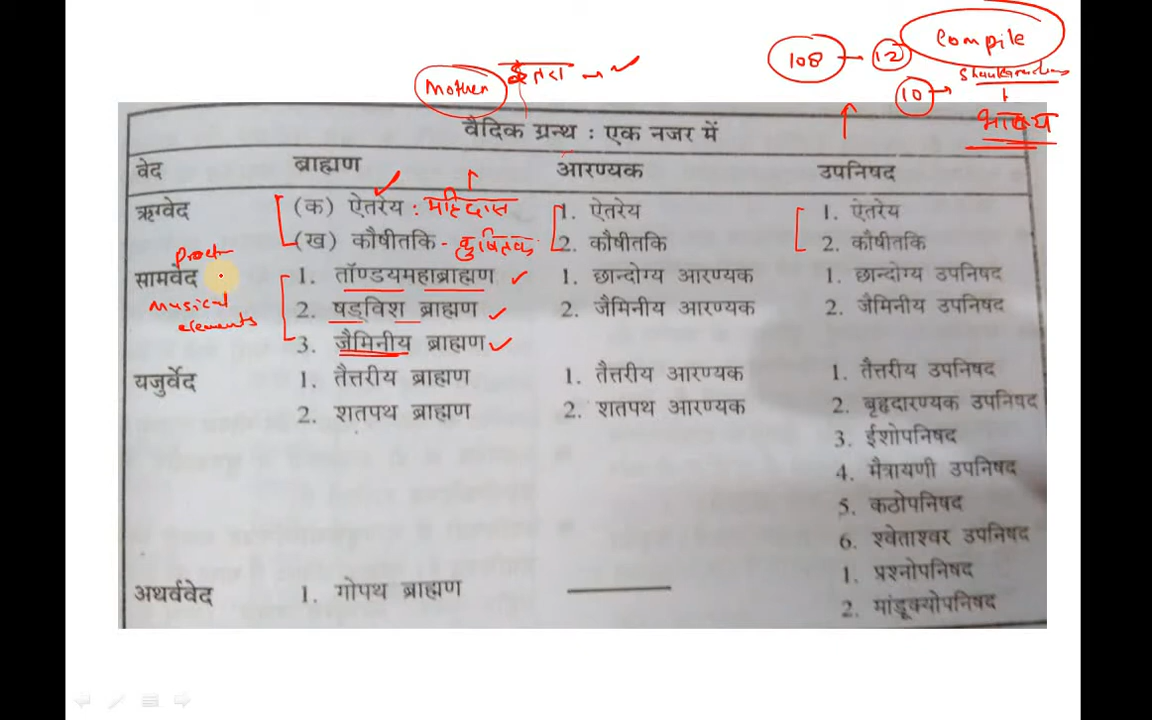 108 - 12 Compile
Mother इतरा
10 → Shankaracharya
भाष्य
वैदिक ग्रन्थ : एक नजर में
वेद ब्राह्मण आरण्यक उपनिषद
ऋग्वेद (क) ऐतरेय : महिदास 1. ऐतरेय 1. ऐतरेय
(ख) कौषीतकि - कुषितक 2. कौषीतकि 2. कौषीतकि
सामवेद 1. ताँण्डयमहाब्राह्मण 1. छान्दोग्य आरण्यक 1. छान्दोग्य उपनिषद
musical
elements
2. षड्विश ब्राह्मण 2. जैमिनीय आरण्यक 2. जैमिनीय उपनिषद
3. जैमिनीय ब्राह्मण
यजुर्वेद 1. तैत्तरीय ब्राह्मण 1. तैत्तरीय आरण्यक 1. तैत्तरीय उपनिषद
2. शतपथ ब्राह्मण 2. शतपथ आरण्यक 2. बृहदारण्यक उपनिषद
3. ईशोपनिषद
4. मैत्रायणी उपनिषद
5. कठोपनिषद
6. श्वेताश्वर उपनिषद
अथर्ववेद 1. गोपथ ब्राह्मण 1. प्रश्नोपनिषद
2. मांडूक्योपनिषद